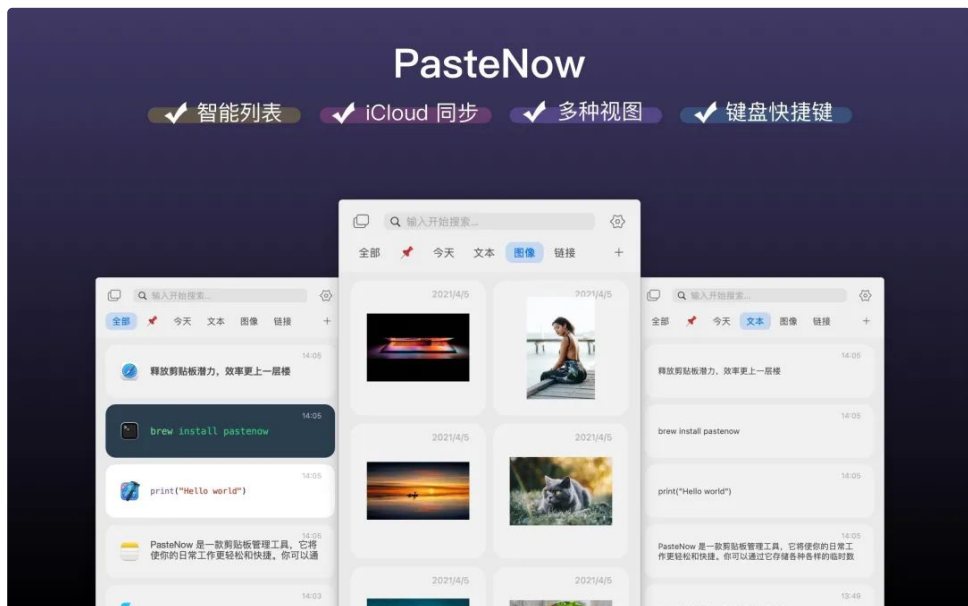 PasteNow
智能列表
iCloud 同步
多种视图
键盘快捷键
输入开始搜索...
全部 今天 文本 图像 链接 +
2021/4/5
2021/4/5
2021/4/5
2021/4/5
2021/4/5
2021/4/5
输入开始搜索...
全部 今天 文本 图像 链接 +
14:05
释放剪贴板潜力，效率更上一层楼
14:05
brew install pastenow
14:05
print("Hello world")
14:05
PasteNow 是一款剪贴板管理工具，它将
使你的日常工作更轻松和快捷。你可以通
14:03
输入开始搜索...
全部 今天 文本 图像 链接 +
14:05
释放剪贴板潜力，效率更上一层楼
14:05
brew install pastenow
14:05
print("Hello world")
14:05
PasteNow 是一款剪贴板管理工具，它将使你的日常工
作更轻松和快捷。你可以通过它存储各种各样的临时数
13:49